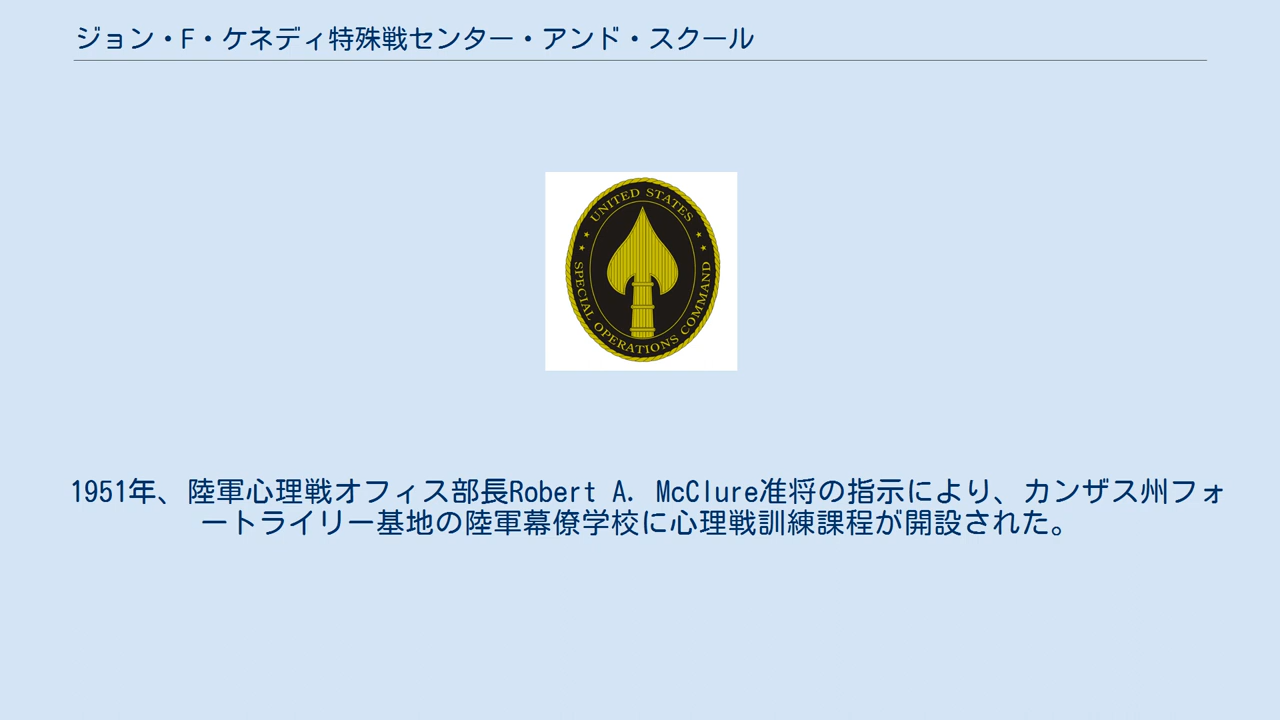 ジョン・F・ケネディ特殊戦センター・アンド・スクール
UNITED STATES
SPECIAL OPERATIONS COMMAND
1951年、陸軍心理戦オフィス部長Robert A. McClure准将の指示により、カンザス州フォ
ートライリー基地の陸軍幕僚学校に心理戦訓練課程が開設された。